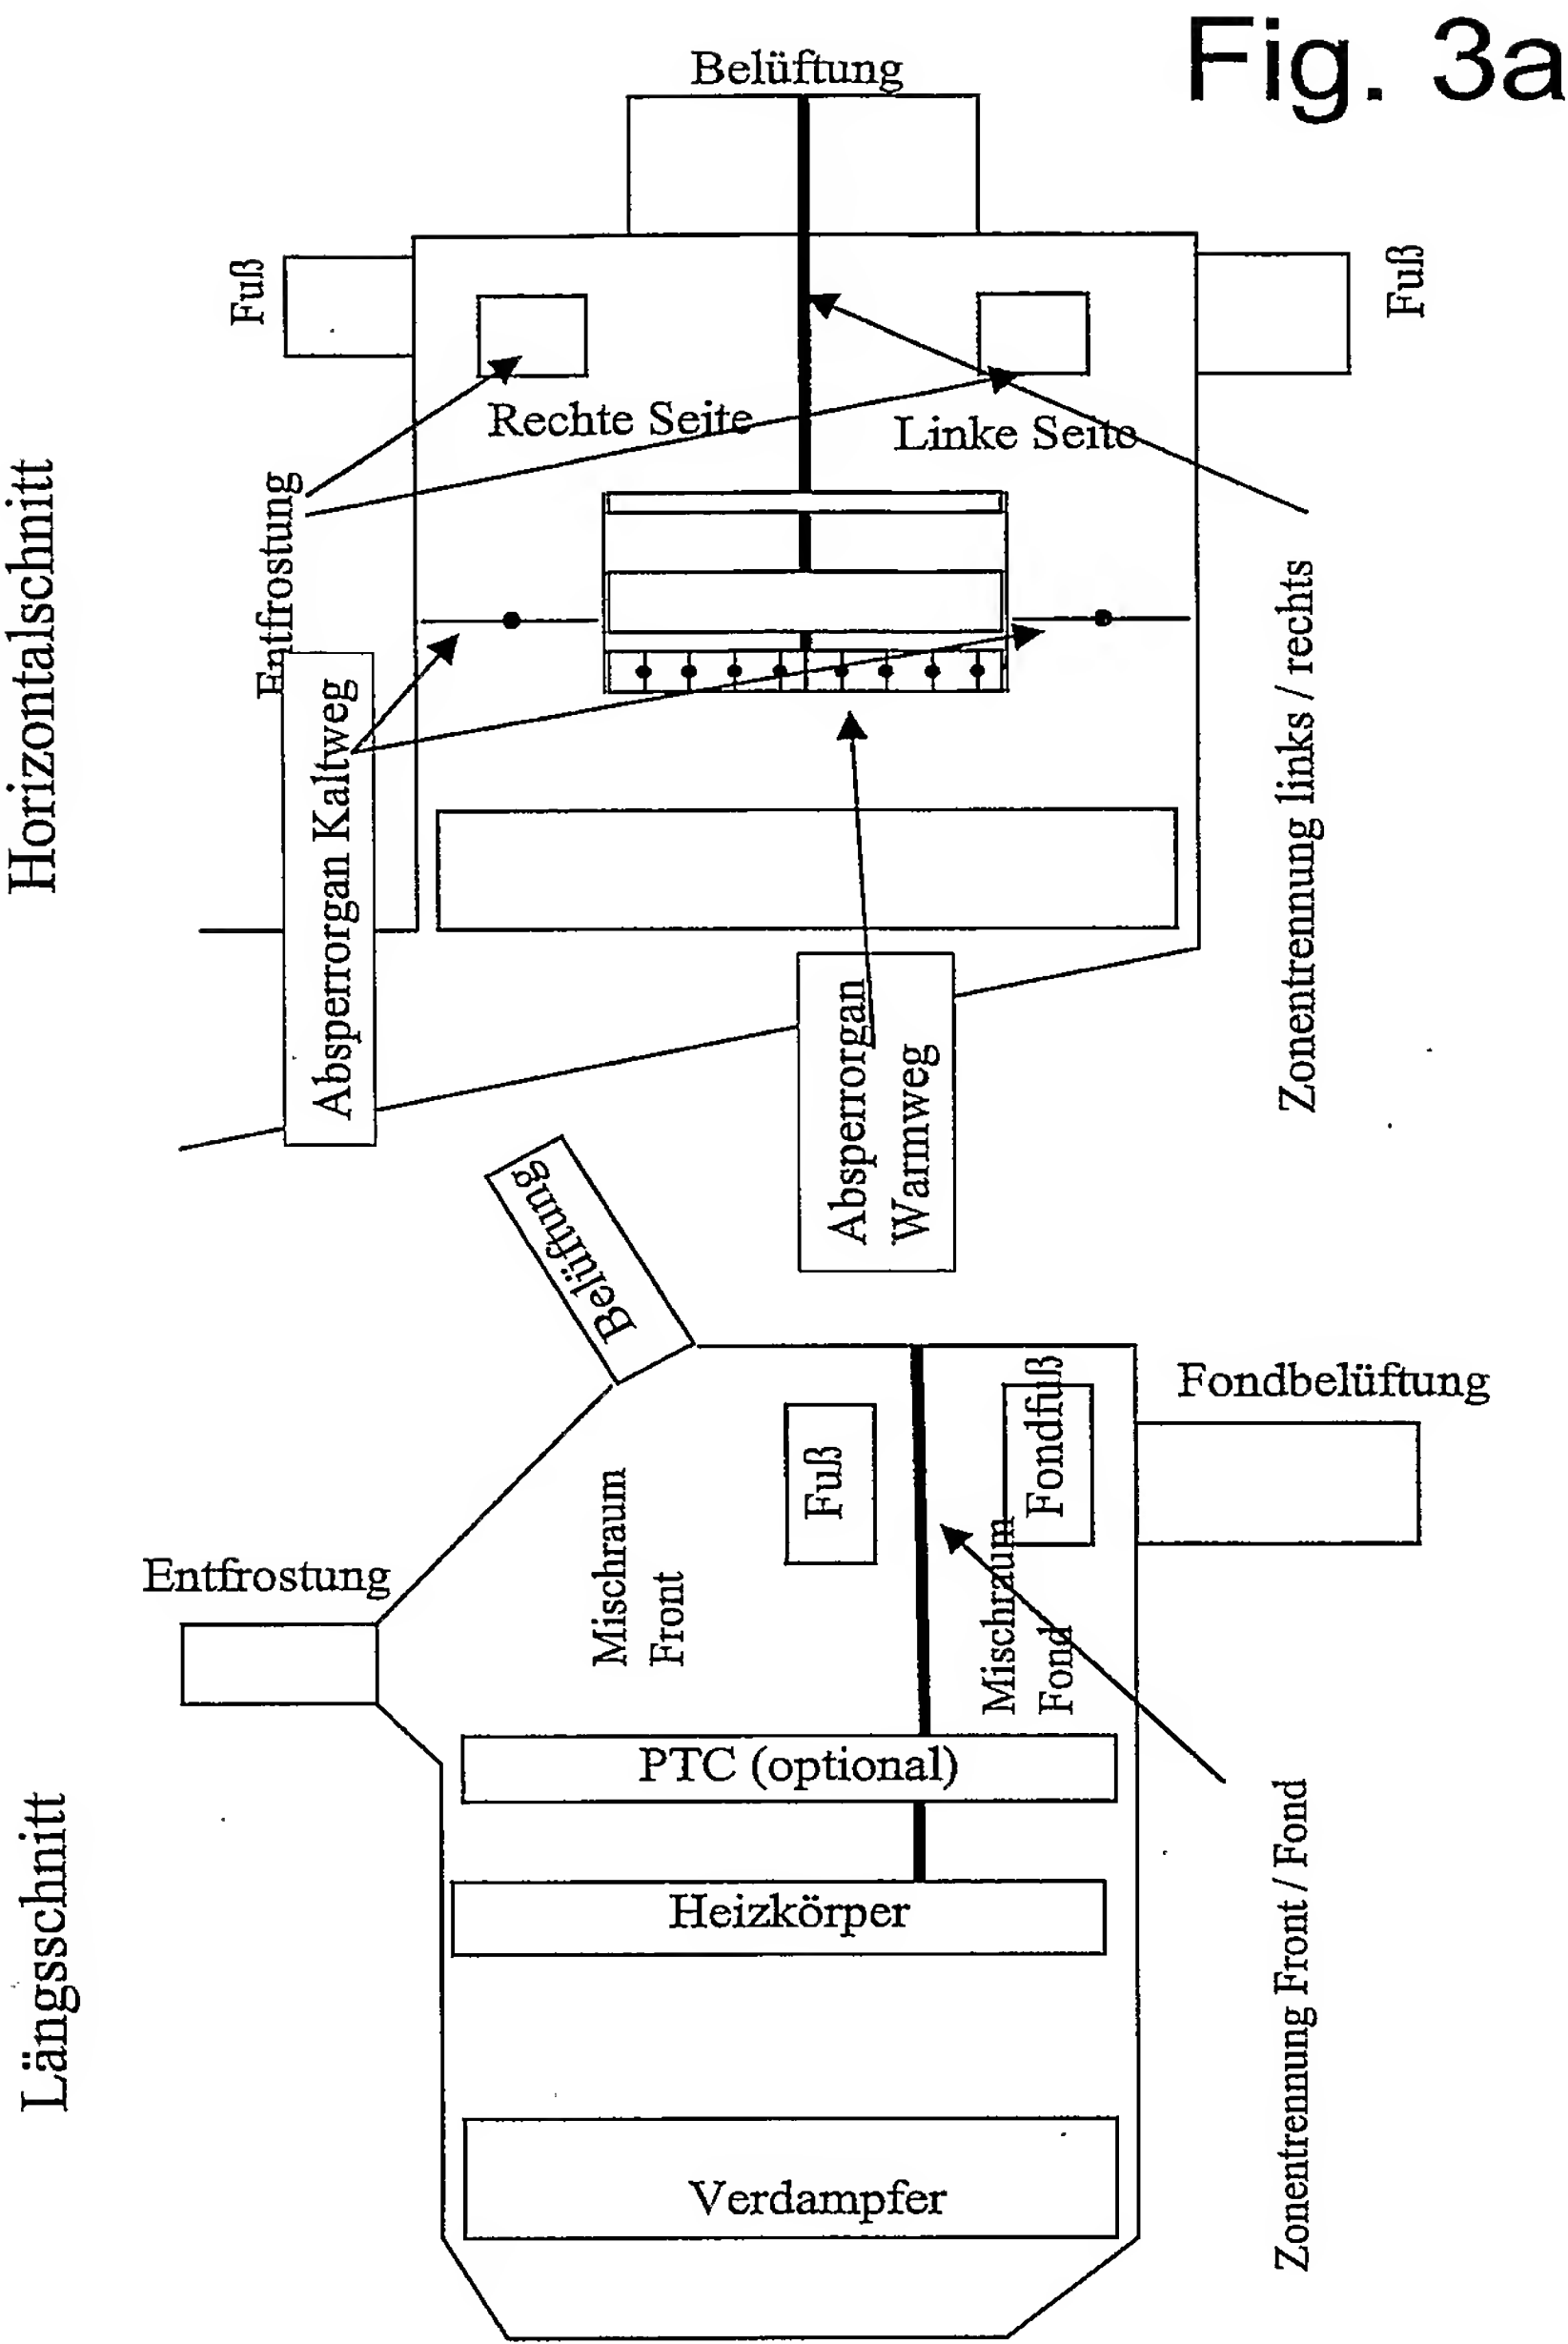 Fig. 3a
Horizontalschnitt
Belüftung
Fuß
Fuß
Rechte Seite
Linke Seite
Entfrostung
Absperrorgan Kaltweg
Zonentrennung links / rechts
Absperrorgan
Warmweg
Längsschnitt
Belüftung
Entfrostung
Mischraum
Front
Fuß
Fondfuß
Fondbelüftung
Mischraum
Fond
PTC (optional)
Heizkörper
Verdampfer
Zonentrennung Front / Fond